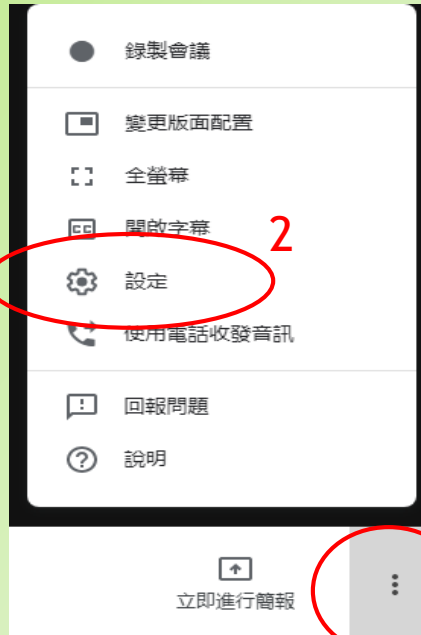 錄製會議
變更版面配置
全螢幕
開啟字幕
2
設定
使用電話收發音訊
回報問題
說明
立即進行簡報